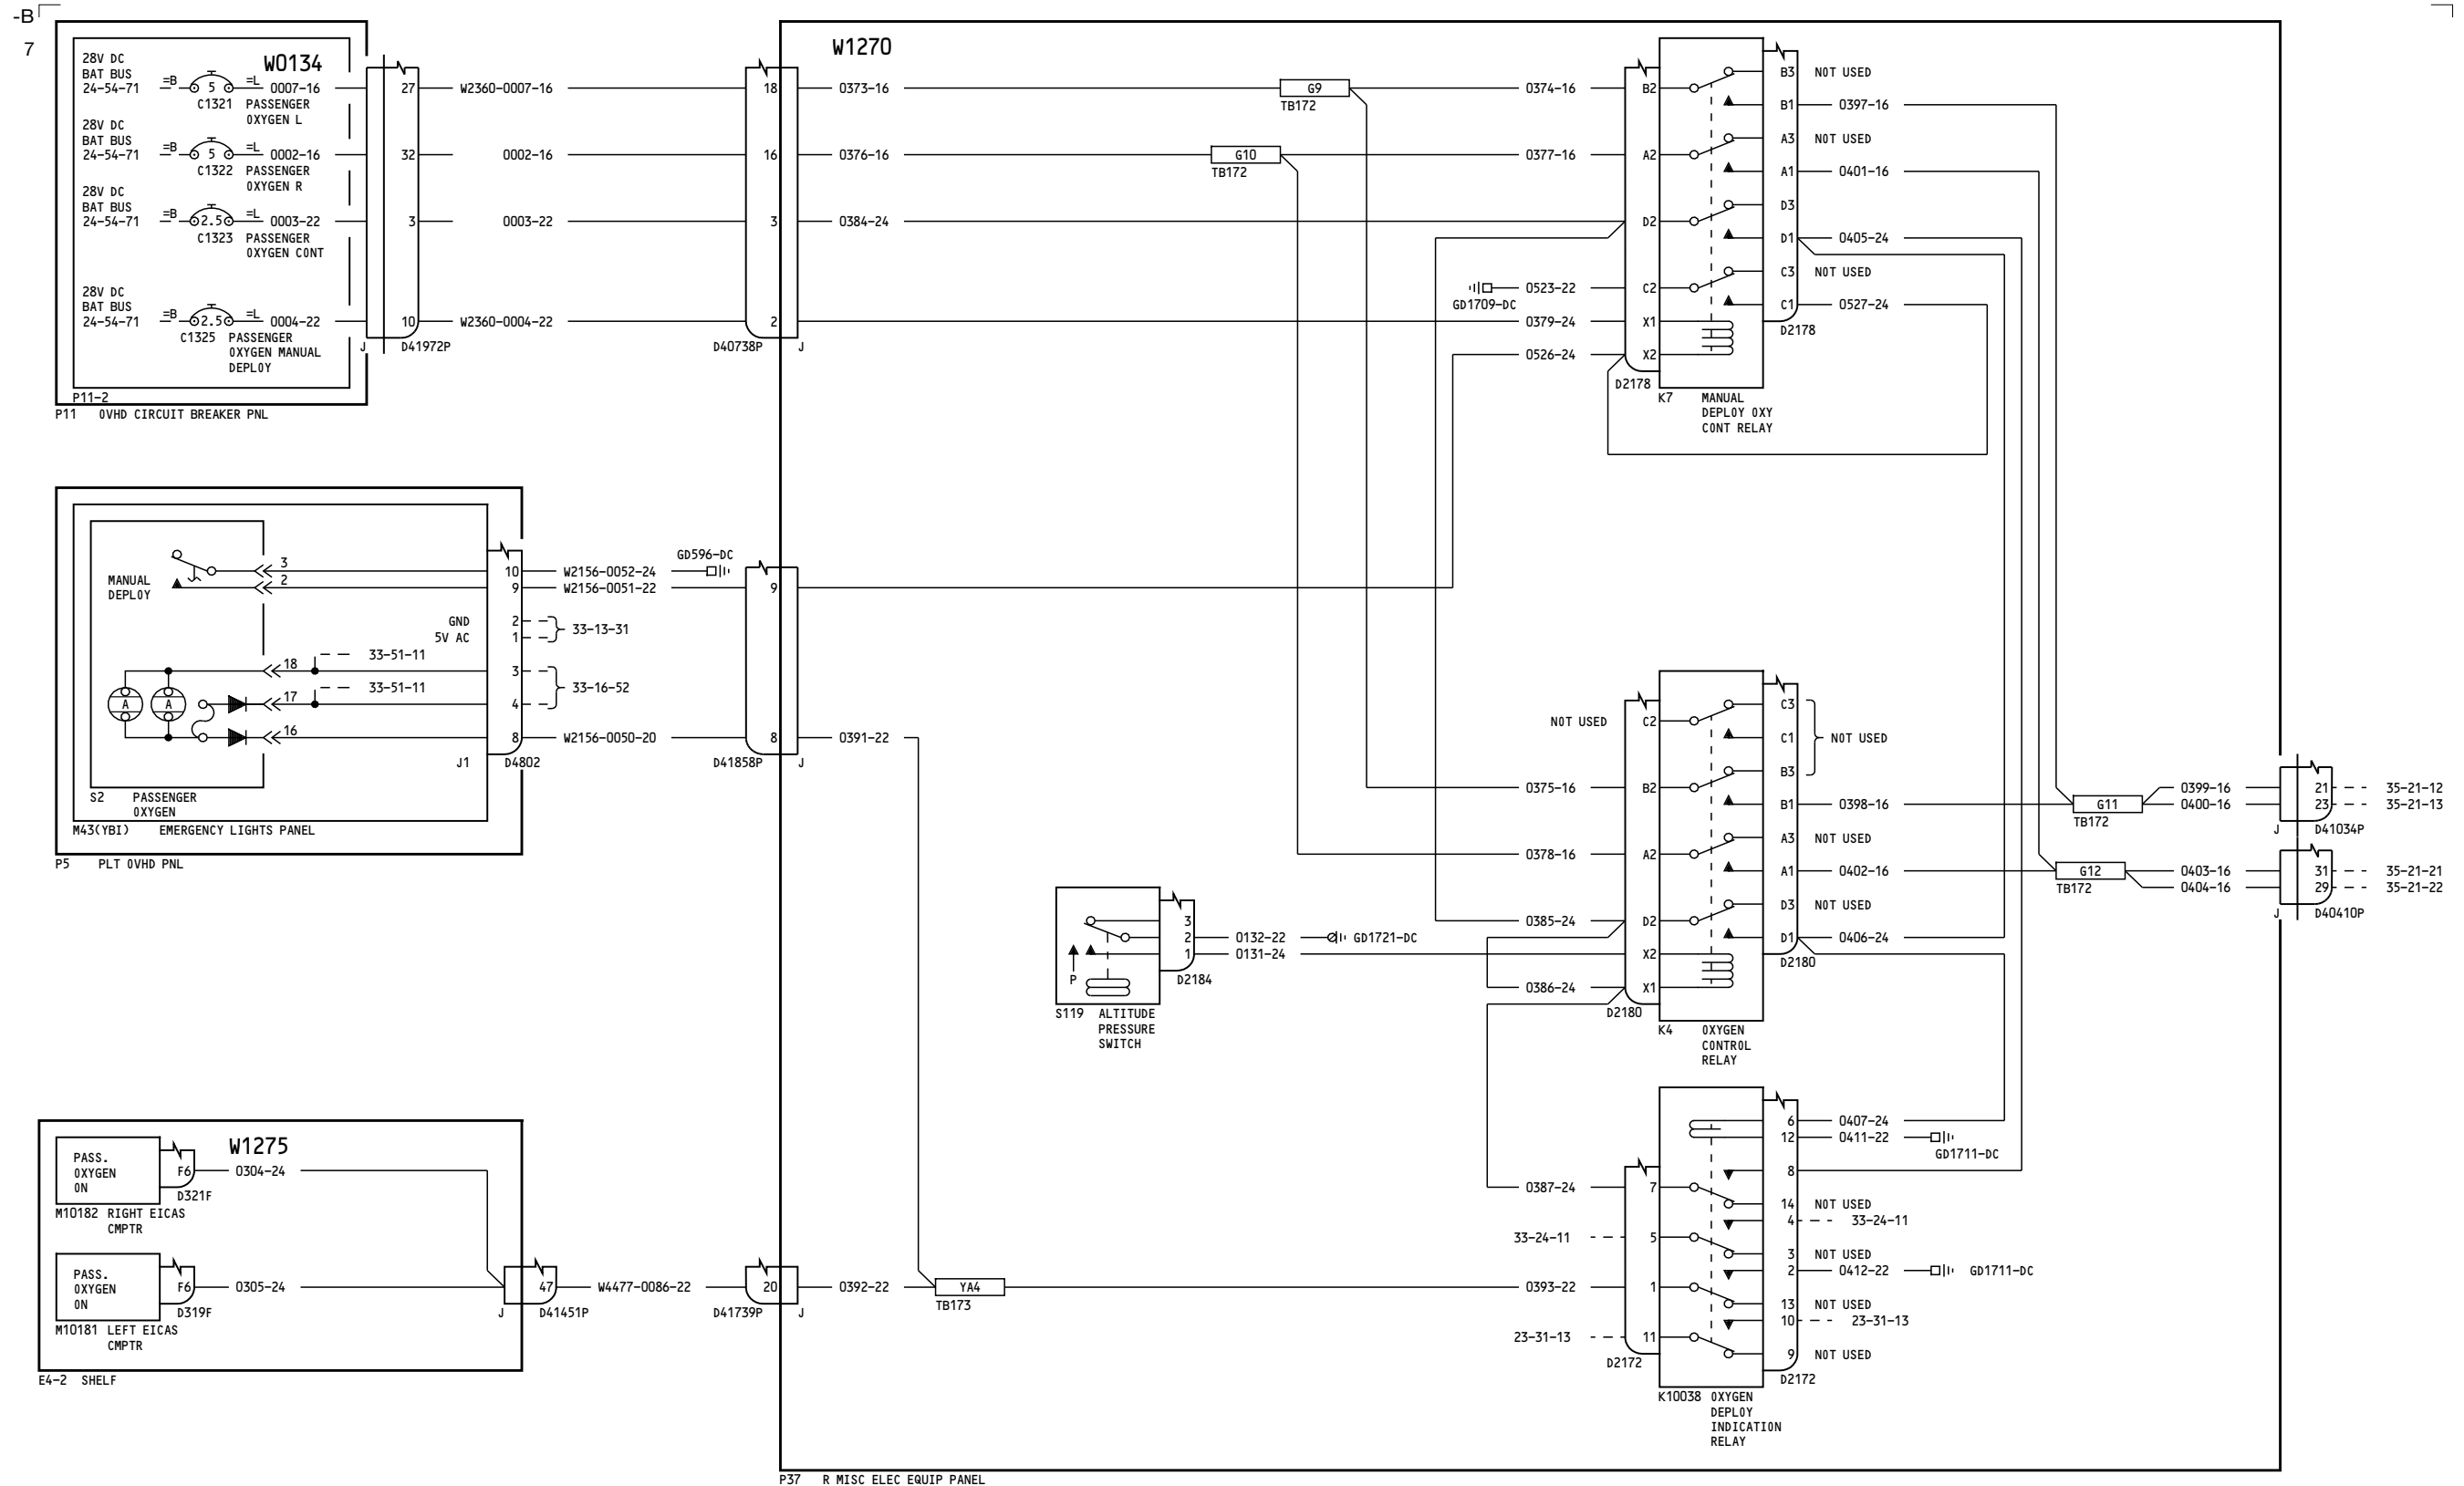 -B
7
W0134
28V DC
BAT BUS
24-54-71
=B
5
=L
0007-16
C1321
PASSENGER
OXYGEN L
28V DC
BAT BUS
24-54-71
=B
5
=L
0002-16
C1322
PASSENGER
OXYGEN R
28V DC
BAT BUS
24-54-71
=B
2.5
=L
0003-22
C1323
PASSENGER
OXYGEN CONT
28V DC
BAT BUS
24-54-71
=B
2.5
=L
0004-22
C1325
PASSENGER
OXYGEN MANUAL
DEPLOY
P11-2
P11 OVHD CIRCUIT BREAKER PNL
27
32
3
10
J
D41972P
W2360-0007-16
0002-16
0003-22
W2360-0004-22
18
16
3
2
D40738P
J
W1270
0373-16
0376-16
0384-24
G9
TB172
G10
TB172
0374-16
0377-16
GD1709-DC
0523-22
0379-24
0526-24
B2
A2
D2
C2
X1
X2
D2178
B3 NOT USED
B1 0397-16
A3 NOT USED
A1 0401-16
D3
D1 0405-24
C3 NOT USED
C1 0527-24
D2178
K7 MANUAL
DEPLOY OXY
CONT RELAY
MANUAL
DEPLOY
3
2
GND
5V AC
18
33-51-11
17
33-51-11
16
A
A
10
9
2
1
3
4
8
J1
D4802
S2 PASSENGER
OXYGEN
M43(YBI) EMERGENCY LIGHTS PANEL
P5 PLT OVHD PNL
W2156-0052-24
GD596-DC
W2156-0051-22
33-13-31
33-16-52
W2156-0050-20
9
8
D41858P
J
0391-22
3
2
1
D2184
P
S119 ALTITUDE
PRESSURE
SWITCH
0132-22
GD1721-DC
0131-24
NOT USED
0375-16
0378-16
0385-24
0386-24
C2
B2
A2
D2
X2
X1
D2180
C3
C1
B3
NOT USED
B1 0398-16
A3 NOT USED
A1 0402-16
D3 NOT USED
D1 0406-24
D2180
K4 OXYGEN
CONTROL
RELAY
G11
TB172
G12
TB172
0399-16
0400-16
0403-16
0404-16
21
23
J
D41034P
35-21-12
35-21-13
31
29
J
D40410P
35-21-21
35-21-22
W1275
PASS.
OXYGEN
ON
F6
D321F
0304-24
M10182 RIGHT EICAS
CMPTR
PASS.
OXYGEN
ON
F6
D319F
0305-24
M10181 LEFT EICAS
CMPTR
E4-2 SHELF
47
J
D41451P
W4477-0086-22
20
D41739P
J
0392-22
YA4
TB173
0387-24
33-24-11
0393-22
23-31-13
7
5
1
11
D2172
6 0407-24
12 0411-22
GD1711-DC
8
14 NOT USED
4 33-24-11
3 NOT USED
2 0412-22
GD1711-DC
13 NOT USED
10 23-31-13
9 NOT USED
D2172
K10038 OXYGEN
DEPLOY
INDICATION
RELAY
P37 R MISC ELEC EQUIP PANEL